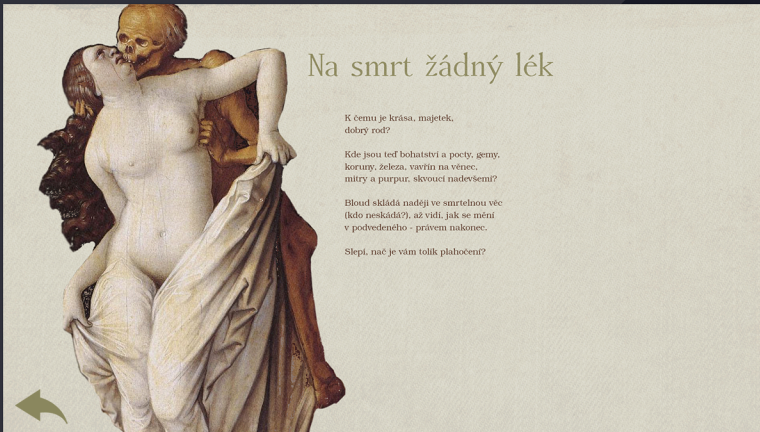 Na smrt žádný lék
K čemu je krása, majetek,
dobrý rod?
Kde jsou teď bohatství a pocty, gemy,
koruny, železa, vavřín na věnec,
mitry a purpur, skvoucí nadevšemi?
Bloud skládá naději ve smrtelnou věc
(kdo neskádá?), až vidí, jak se mění
v podvedeného - právem nakonec.
Slepí, nač je vám tolik plahočení?